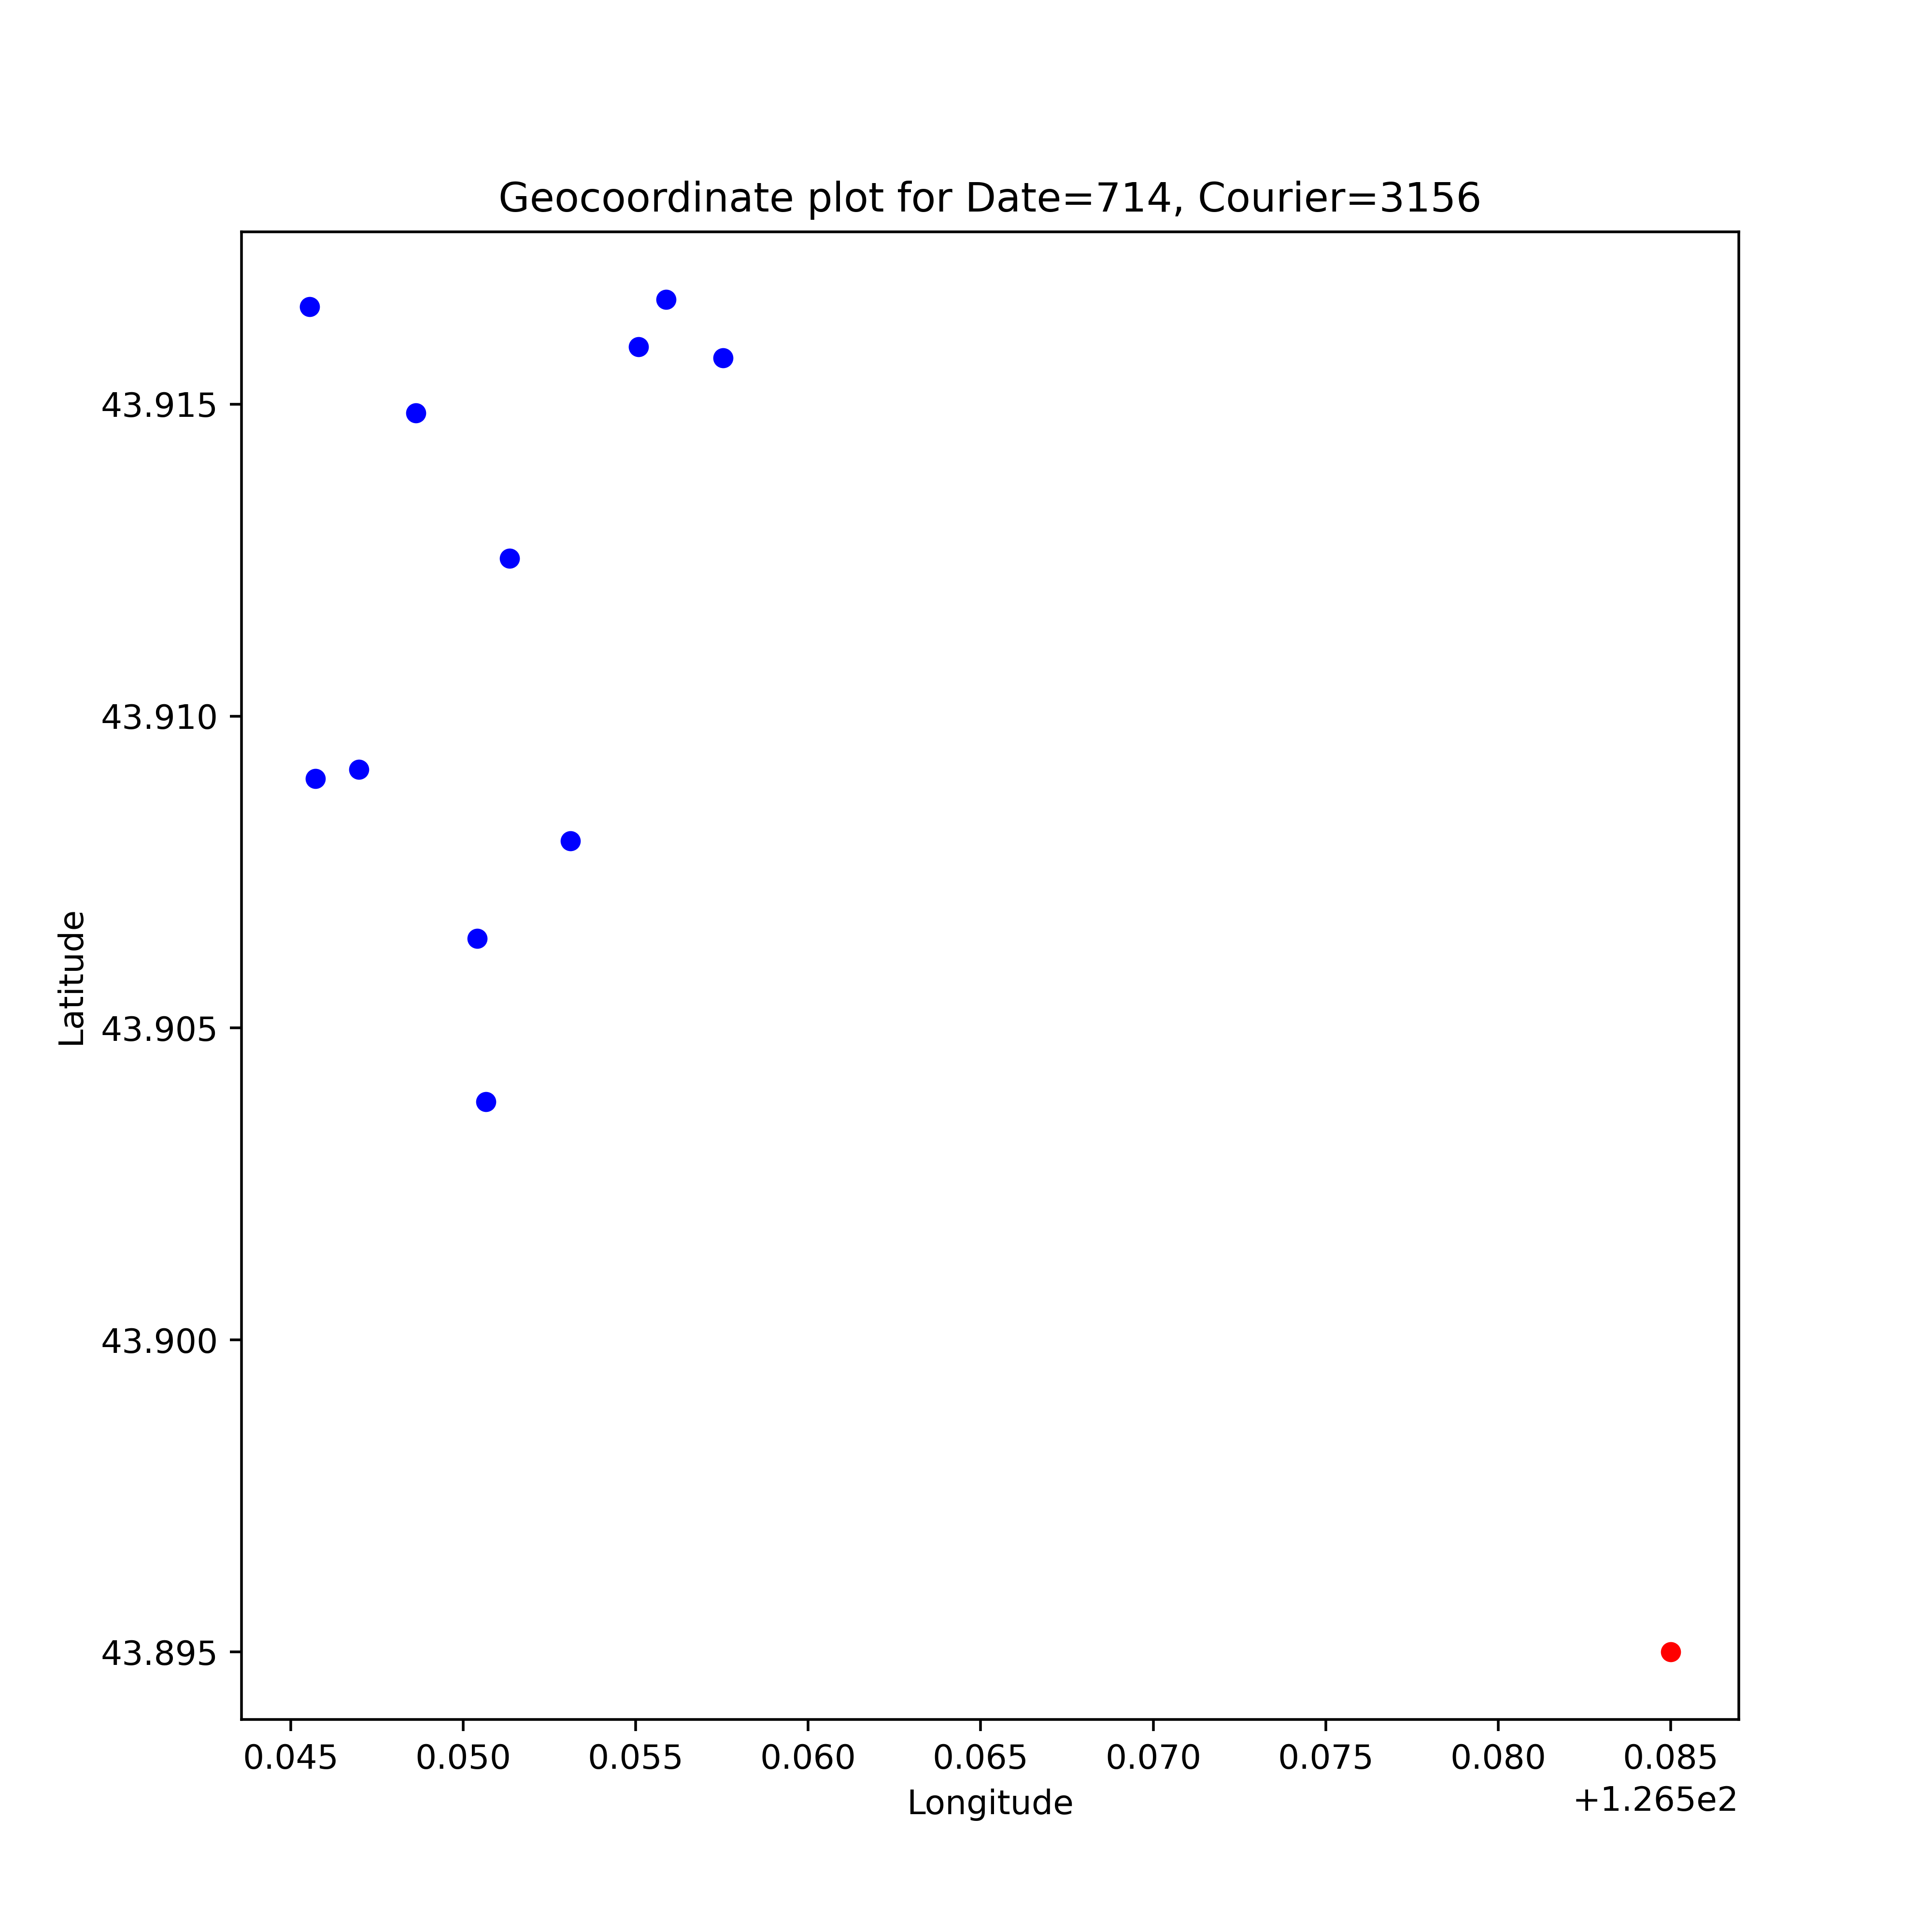 Geocoordinate plot for Date=714, Courier=3156
43.915
43.910
43.905
43.900
43.895
Latitude
0.045 0.050 0.055 0.060 0.065 0.070 0.075 0.080 0.085
+1.265e2
Longitude